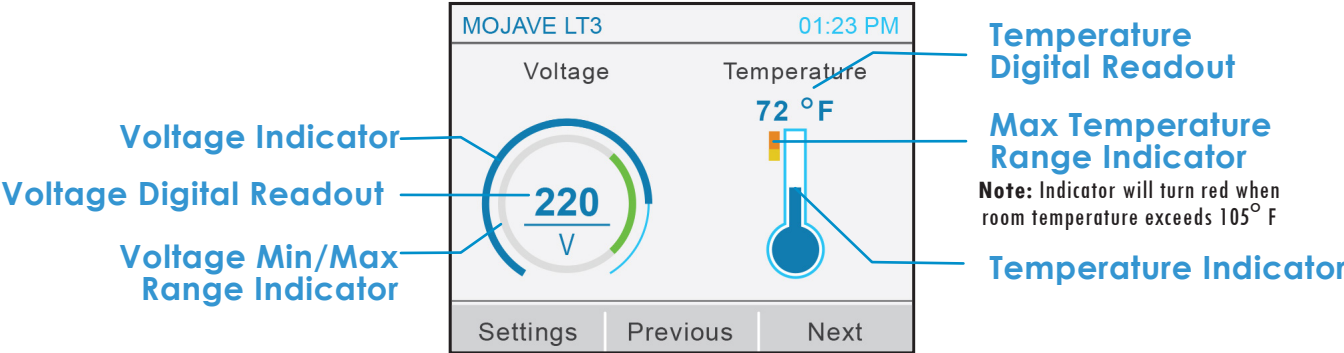 MOJAVE LT3 01:23 PM
Voltage
Temperature
72 °F
220
V
Settings Previous Next
Voltage Indicator
Voltage Digital Readout
Voltage Min/Max
Range Indicator
Temperature
Digital Readout
Max Temperature
Range Indicator
Note: Indicator will turn red when
room temperature exceeds 105° F
Temperature Indicator